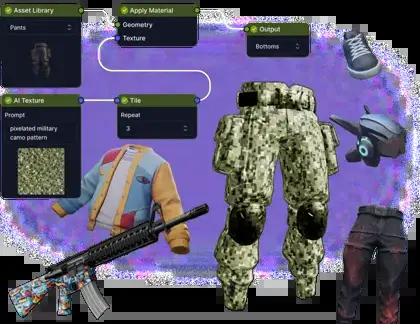 Asset Library
Pants
Apply Material
Geometry
Texture
Output
Bottoms
AI Texture
Prompt
pixelated military
camo pattern
Tile
Repeat
3